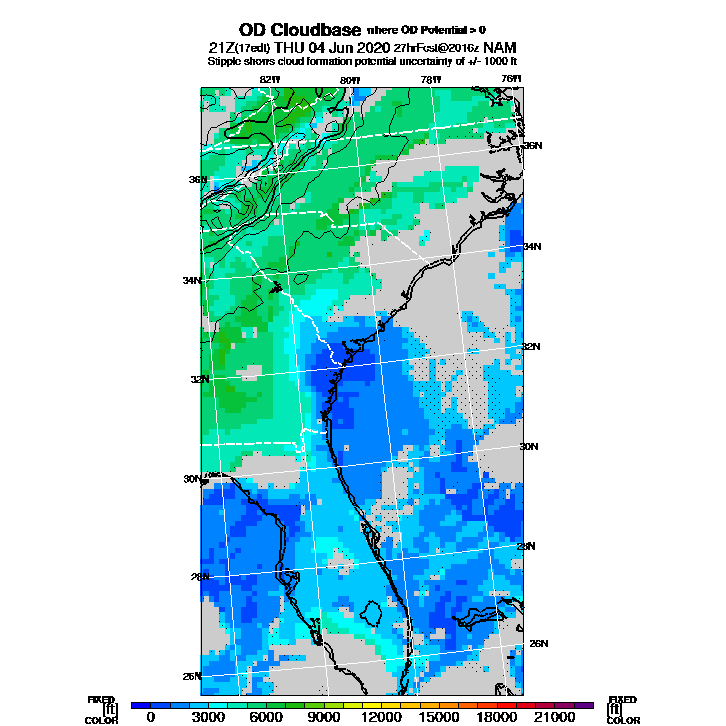 OD Cloudbase where OD Potential > 0
21Z(17edt) THU 04 Jun 2020 27hrFcst@2016z NAM
Stipple shows cloud formation potential uncertainty of +/- 1000 ft
82W 80W 78W 76W
36N
36N
34N
34N
32N
32N
30N
30N
28N
28N
26N
26N
FIXED FIXED
[ft] [ft]
COLOR 0 3000 6000 9000 12000 15000 18000 21000 COLOR